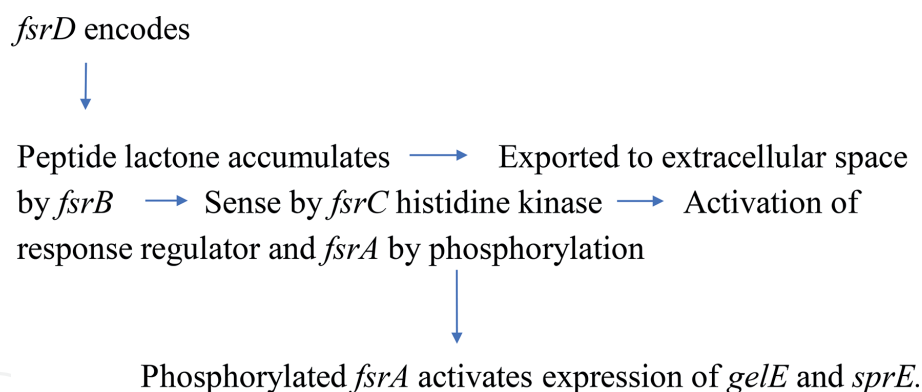 fsrD encodes
Peptide lactone accumulates Exported to extracellular space
by fsrB Sense by fsrC histidine kinase Activation of
response regulator and fsrA by phosphorylation
Phosphorylated fsrA activates expression of gelE and sprE.